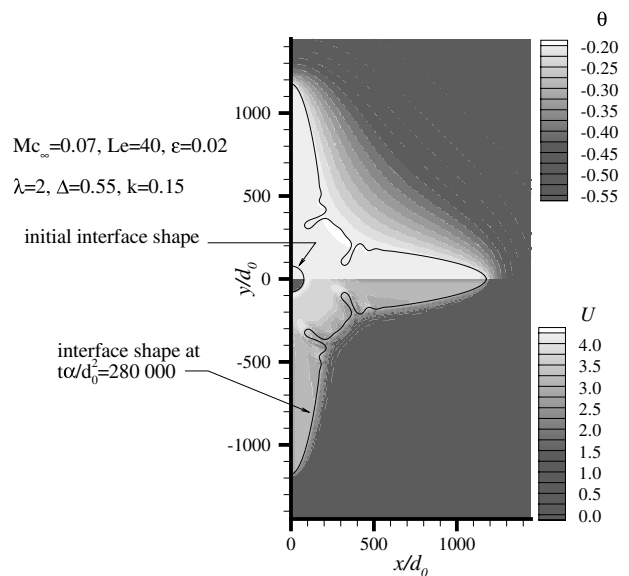 θ
-0.20
-0.25
-0.30
-0.35
-0.40
-0.45
-0.50
-0.55
Mc∞=0.07, Le=40, ε=0.02
λ=2, Δ=0.55, k=0.15
initial interface shape
interface shape at
tα/d₀²=280 000
y/d₀
1000
500
0
-500
-1000
0 500 1000
x/d₀
U
4.0
3.5
3.0
2.5
2.0
1.5
1.0
0.5
0.0